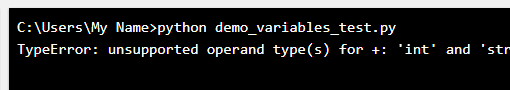 C:\Users\My Name>python demo_variables_test.py
TypeError: unsupported operand type(s) for +: 'int' and 'str